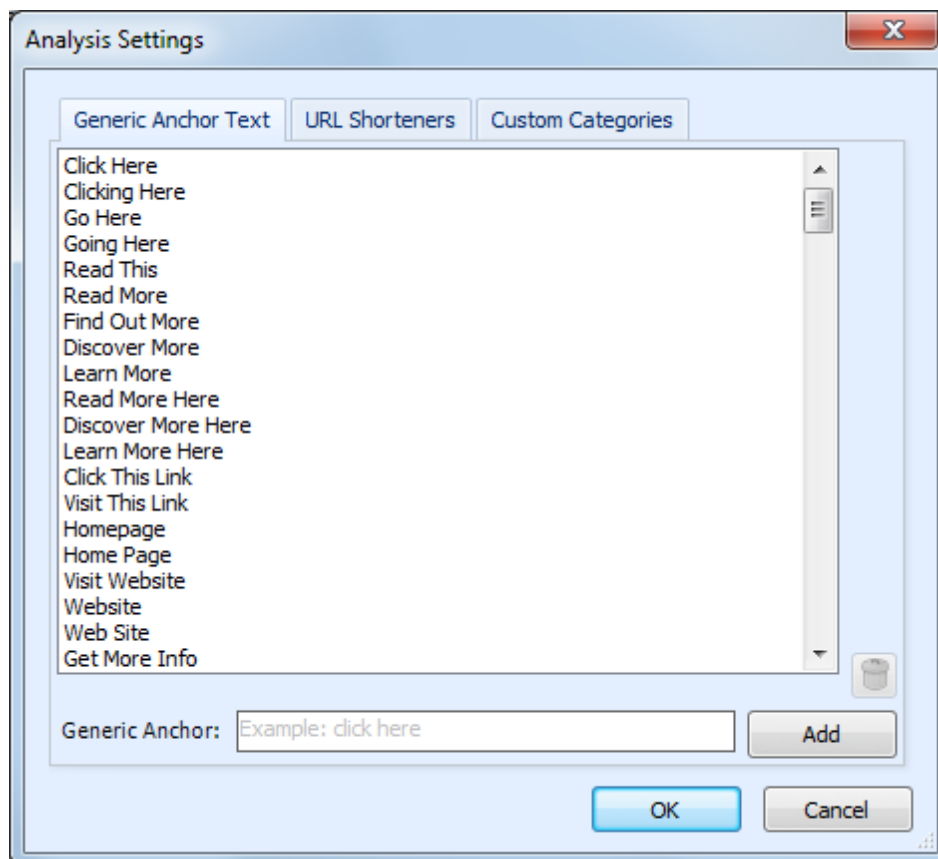 Analysis Settings
Generic Anchor Text URL Shorteners Custom Categories
Click Here
Clicking Here
Go Here
Going Here
Read This
Read More
Find Out More
Discover More
Learn More
Read More Here
Discover More Here
Learn More Here
Click This Link
Visit This Link
Homepage
Home Page
Visit Website
Website
Web Site
Get More Info
Generic Anchor: Example: click here Add
OK Cancel